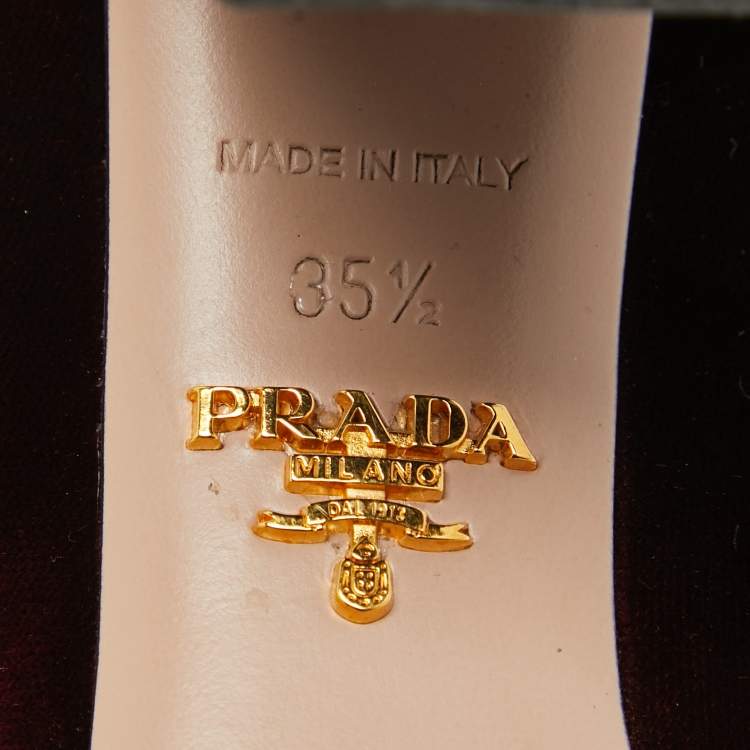 MADE IN ITALY
35½
PRADA
MILANO
DAL 1913